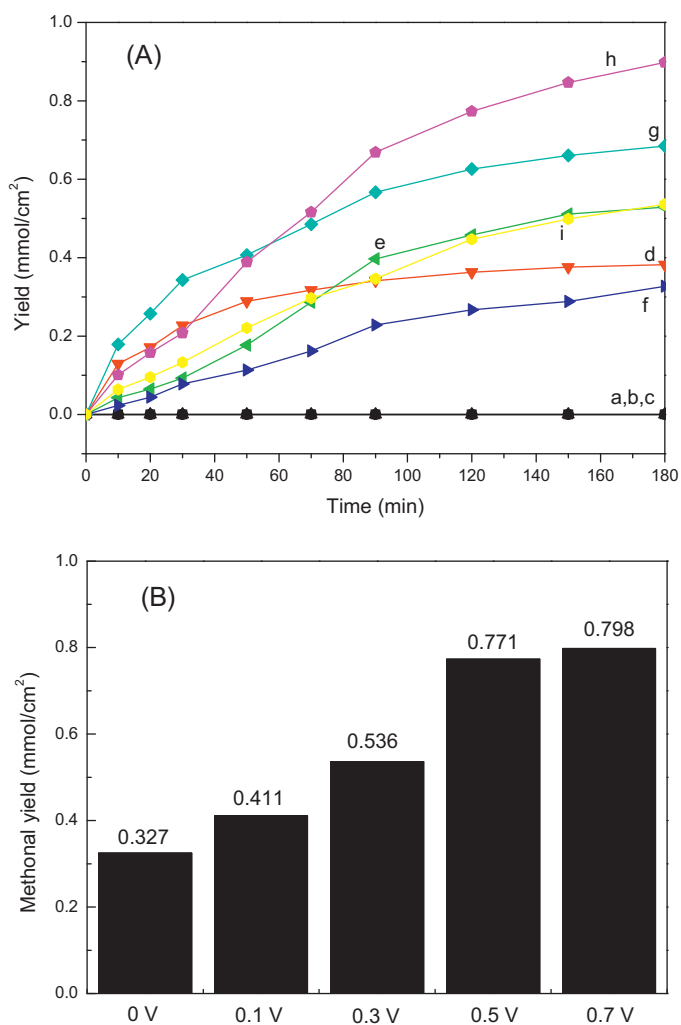 (A)
Yield (mmol/cm²)
1.0
0.8
0.6
0.4
0.2
0.0
h
g
e
i
d
f
a,b,c
0 20 40 60 80 100 120 140 160 180
Time (min)
(B)
Methonal yield (mmol/cm²)
1.0
0.8
0.6
0.4
0.2
0.0
0.327
0.411
0.536
0.771
0.798
0 V 0.1 V 0.3 V 0.5 V 0.7 V